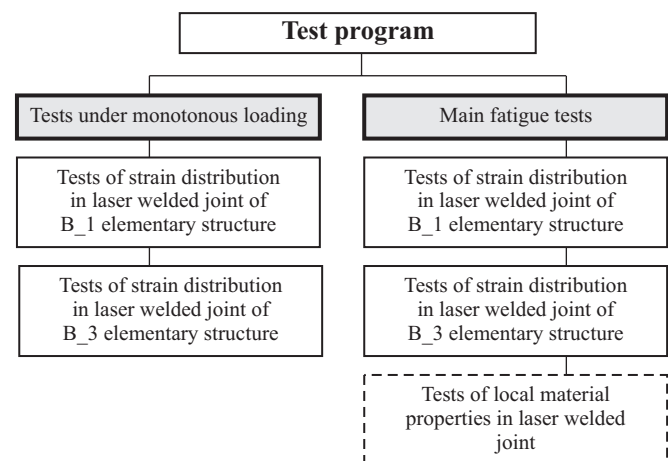 Test program
Tests under monotonous loading
Main fatigue tests
Tests of strain distribution
in laser welded joint of
B_1 elementary structure
Tests of strain distribution
in laser welded joint of
B_1 elementary structure
Tests of strain distribution
in laser welded joint of
B_3 elementary structure
Tests of strain distribution
in laser welded joint of
B_3 elementary structure
Tests of local material
properties in laser welded
joint